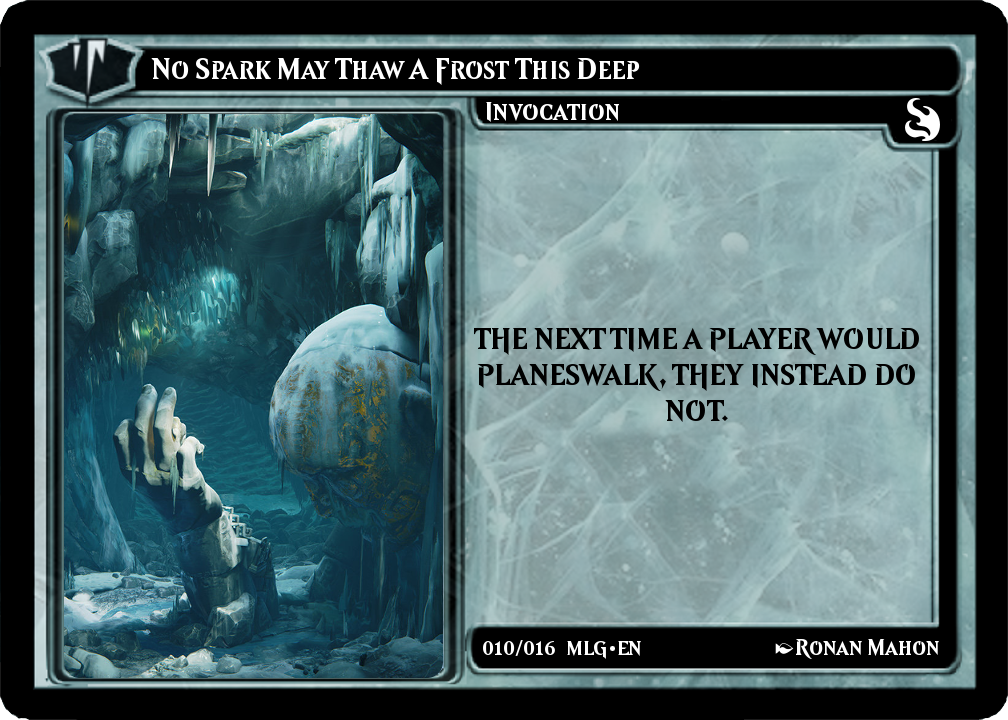 No Spark May Thaw A Frost This Deep
Invocation
THE NEXT TIME A PLAYER WOULD
PLANESWALK, THEY INSTEAD DO
NOT.
010/016 MLG•EN
Ronan Mahon